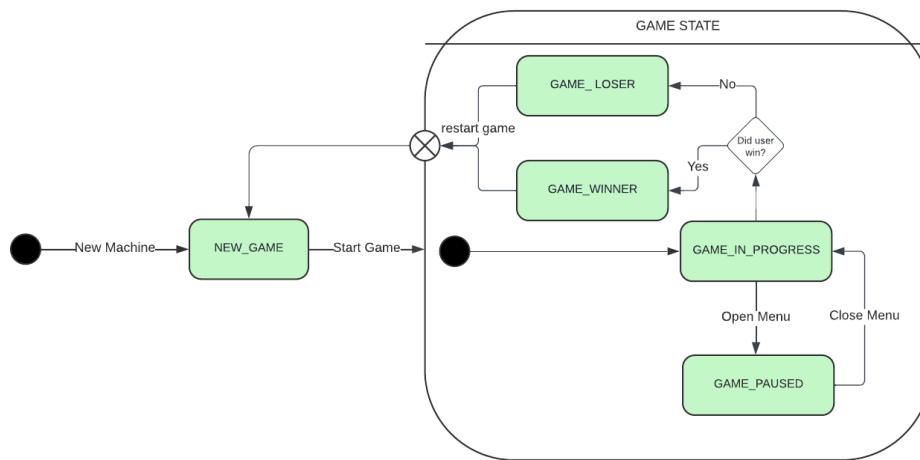 GAME STATE
GAME_ LOSER
No
restart game
Did user
win?
Yes
GAME_WINNER
New Machine
NEW_GAME
Start Game
GAME_IN_PROGRESS
Open Menu
Close Menu
GAME_PAUSED